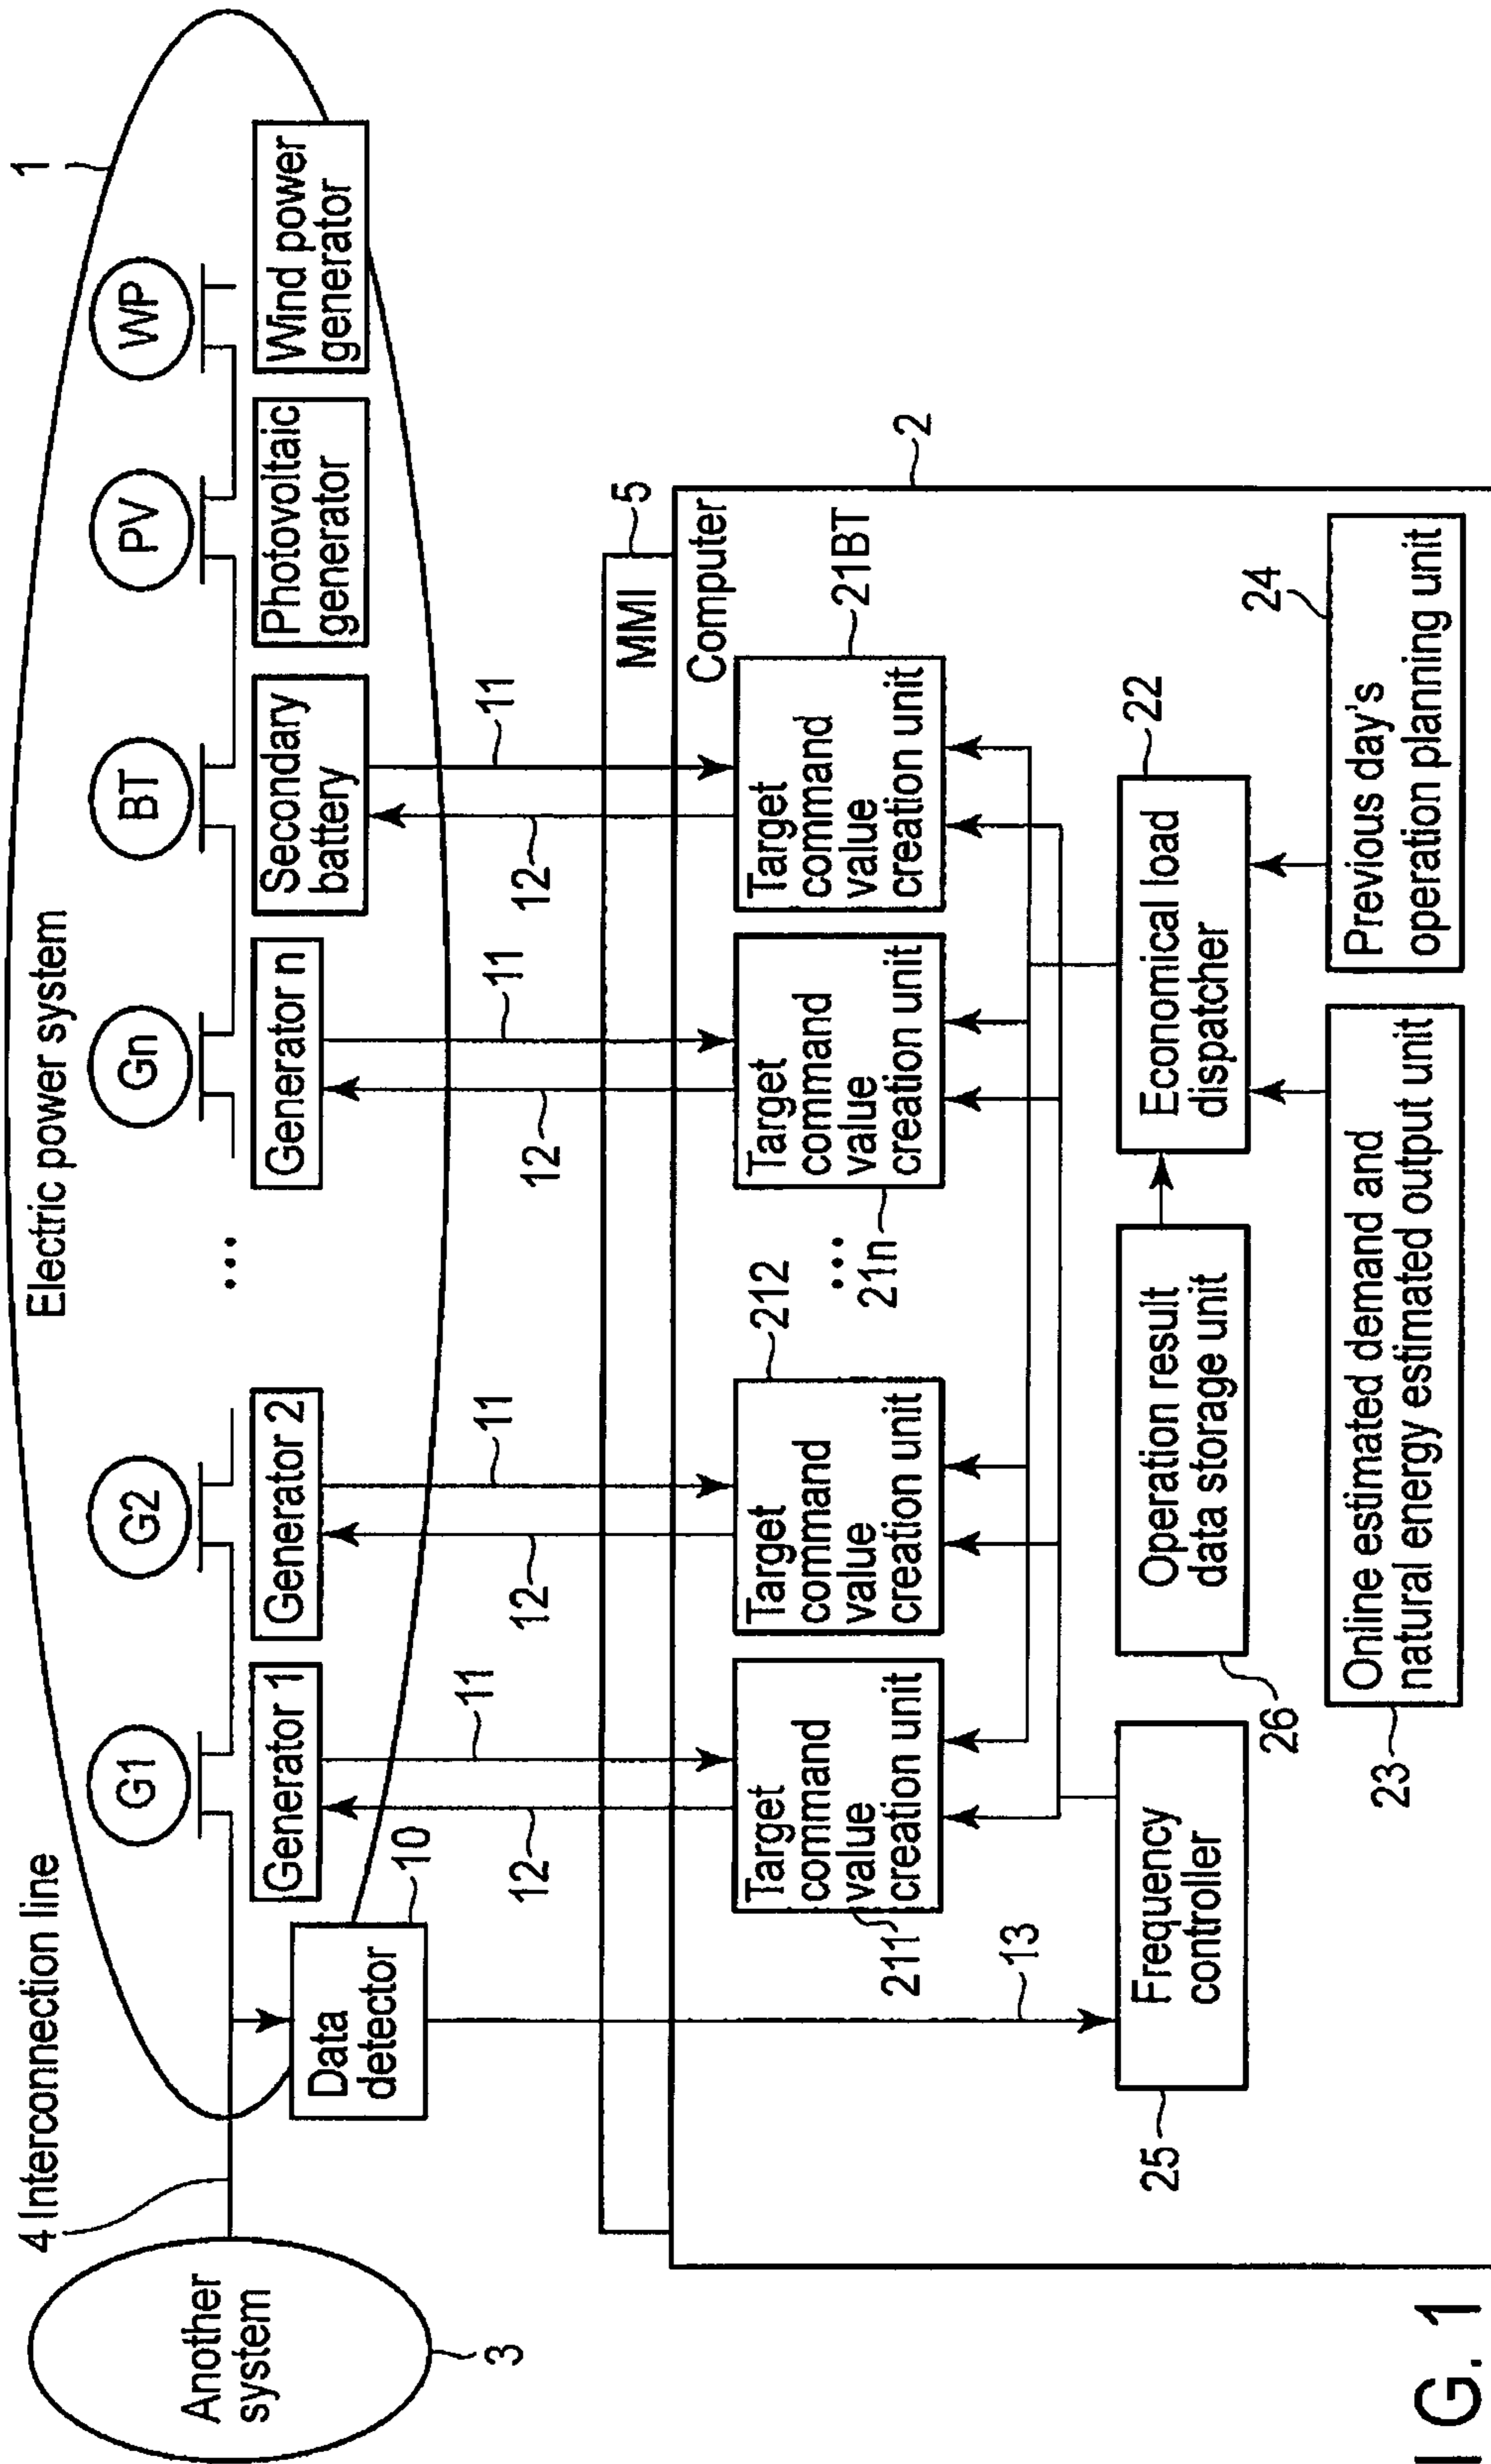 Electric power system
1
4 Interconnection line
Another
system
3
G1
G2
...
Gn
BT
PV
WP
Generator 1
Generator 2
Generator n
Secondary
battery
Photovoltaic
generator
Wind power
generator
Data
detector
10
12
11
12
11
12
11
12
11
13
MMI
5
Computer
2
Target
command
value
creation unit
211
Target
command
value
creation unit
212
...
Target
command
value
creation unit
21n
Target
command
value
creation unit
21BT
Frequency
controller
25
Operation result
data storage unit
26
Economical load
dispatcher
22
Online estimated demand and
natural energy estimated output unit
23
Previous day's
operation planning unit
24
I G. 1